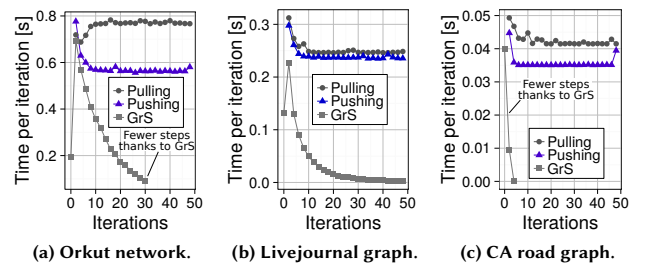 Time per iteration [s]
0.8
0.6
0.4
0.2
Pulling
Pushing
GrS
Fewer steps
thanks to GrS
0 10 20 30 40 50
Iterations
(a) Orkut network.
Time per iteration [s]
0.3
0.2
0.1
0.0
Pulling
Pushing
GrS
0 10 20 30 40 50
Iterations
(b) Livejournal graph.
Time per iteration [s]
0.05
0.04
0.03
0.02
0.01
0.00
Fewer steps
thanks to GrS
Pulling
Pushing
GrS
0 10 20 30 40 50
Iterations
(c) CA road graph.